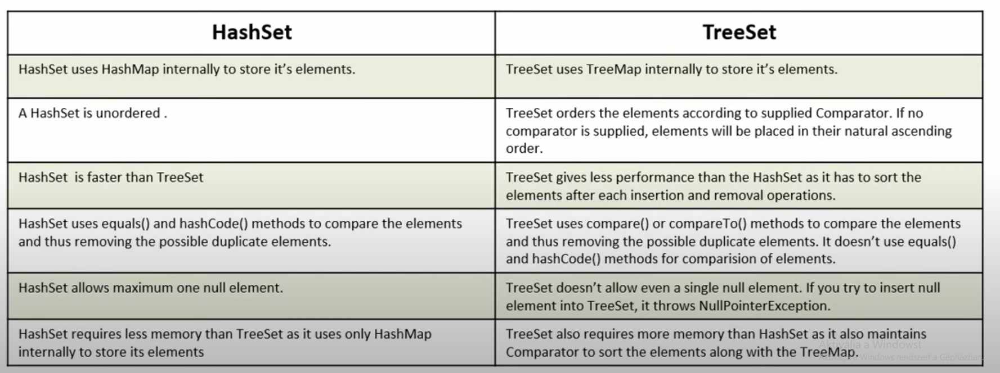 HashSet
TreeSet
HashSet uses HashMap internally to store it's elements.
TreeSet uses TreeMap internally to store it's elements.
A HashSet is unordered .
TreeSet orders the elements according to supplied Comparator. If no
comparator is supplied, elements will be placed in their natural ascending
order.
HashSet  is faster than TreeSet
TreeSet gives less performance than the HashSet as it has to sort the
elements after each insertion and removal operations.
HashSet uses equals() and hashCode() methods to compare the elements
and thus removing the possible duplicate elements.
TreeSet uses compare() or compareTo() methods to compare the elements
and thus removing the possible duplicate elements. It doesn't use equals()
and hashCode() methods for comparision of elements.
HashSet allows maximum one null element.
TreeSet doesn't allow even a single null element. If you try to insert null
element into TreeSet, it throws NullPointerException.
HashSet requires less memory than TreeSet as it uses only HashMap
internally to store its elements
TreeSet also requires more memory than HashSet as it also maintains
Comparator to sort the elements along with the TreeMap.
Aktiválja a Windowst
Aktiválja a Windows rendszert a Gépházban